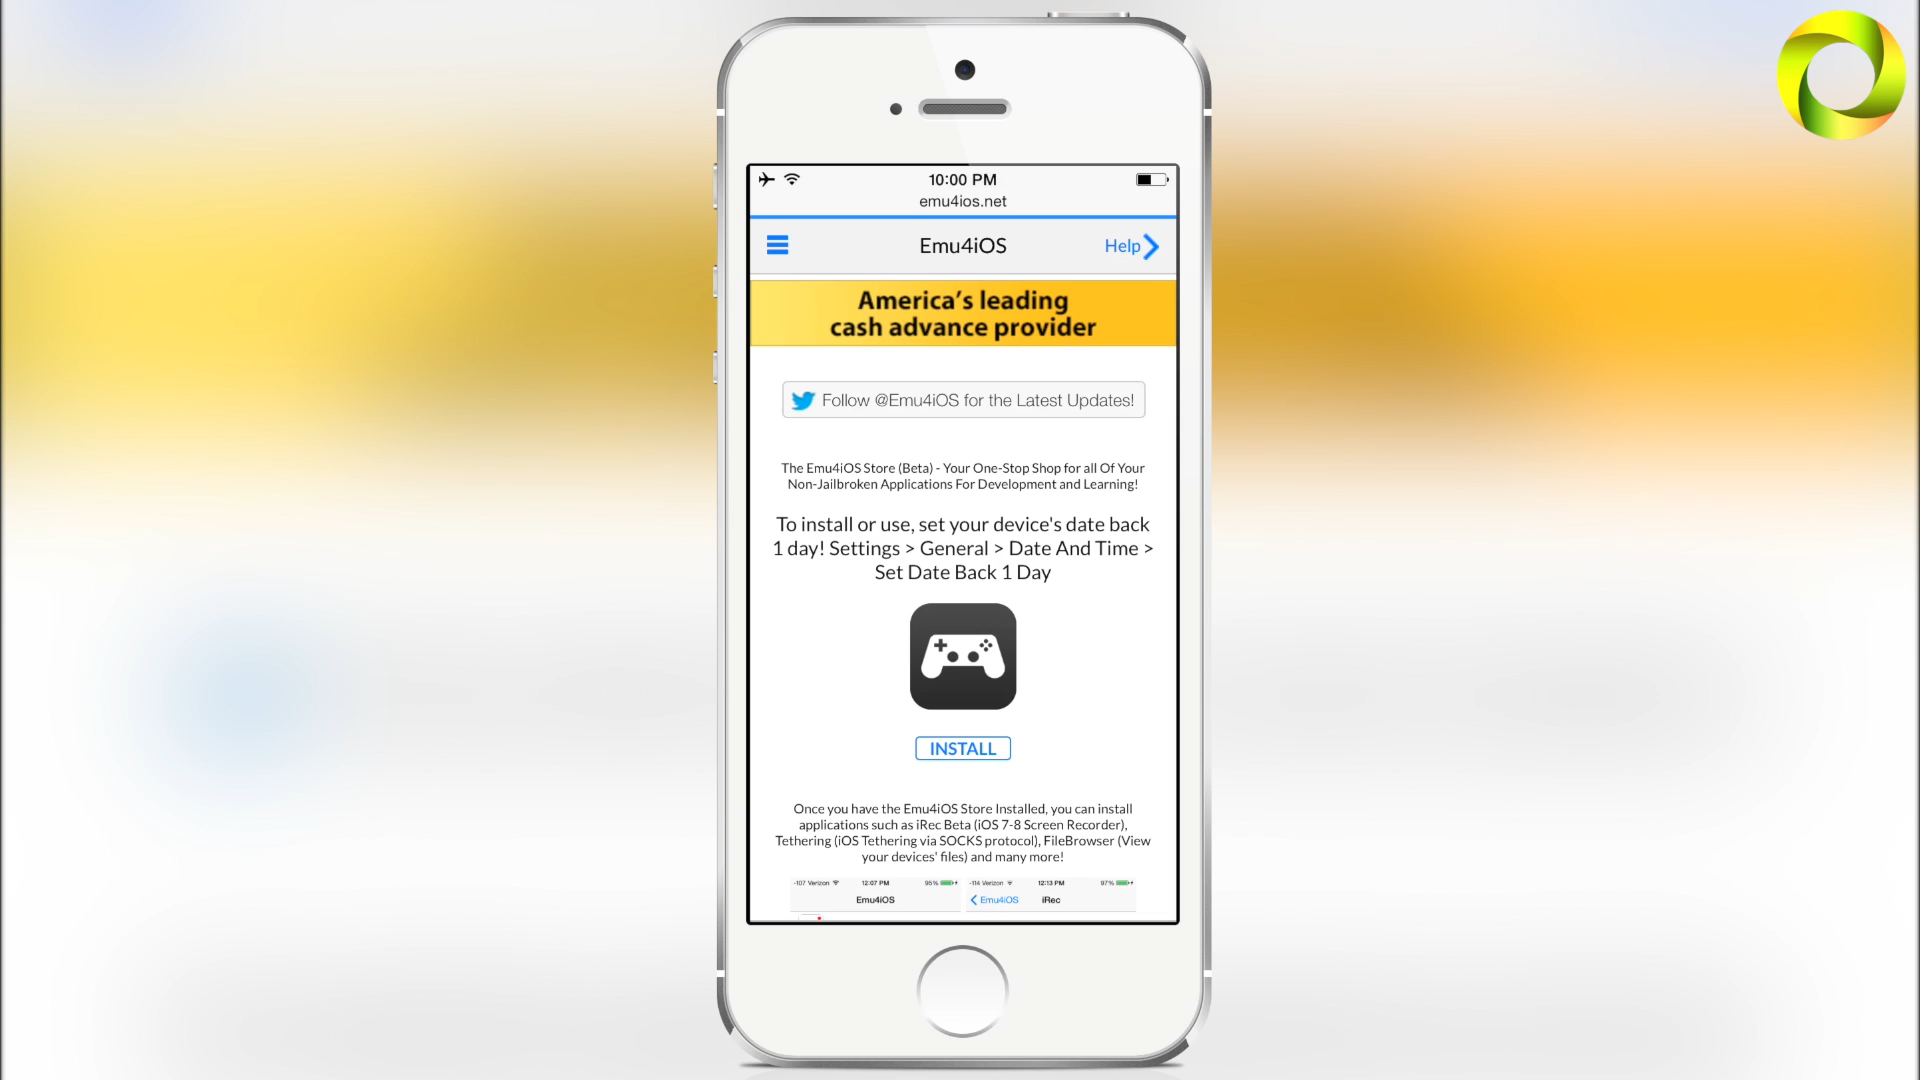 10:00 PM
emu4ios.net
Emu4iOS
Help
America's leading
cash advance provider
Follow @Emu4iOS for the Latest Updates!
The Emu4iOS Store (Beta) - Your One-Stop Shop for all Of Your
Non-Jailbroken Applications For Development and Learning!
To install or use, set your device's date back
1 day! Settings > General > Date And Time >
Set Date Back 1 Day
INSTALL
Once you have the Emu4iOS Store Installed, you can install
applications such as iRec Beta (iOS 7-8 Screen Recorder),
Tethering (iOS Tethering via SOCKS protocol), FileBrowser (View
your devices' files) and many more!
-107 Verizon 12:07 PM 95% -114 Verizon 12:13 PM 97%
Emu4iOS Emu4iOS iRec